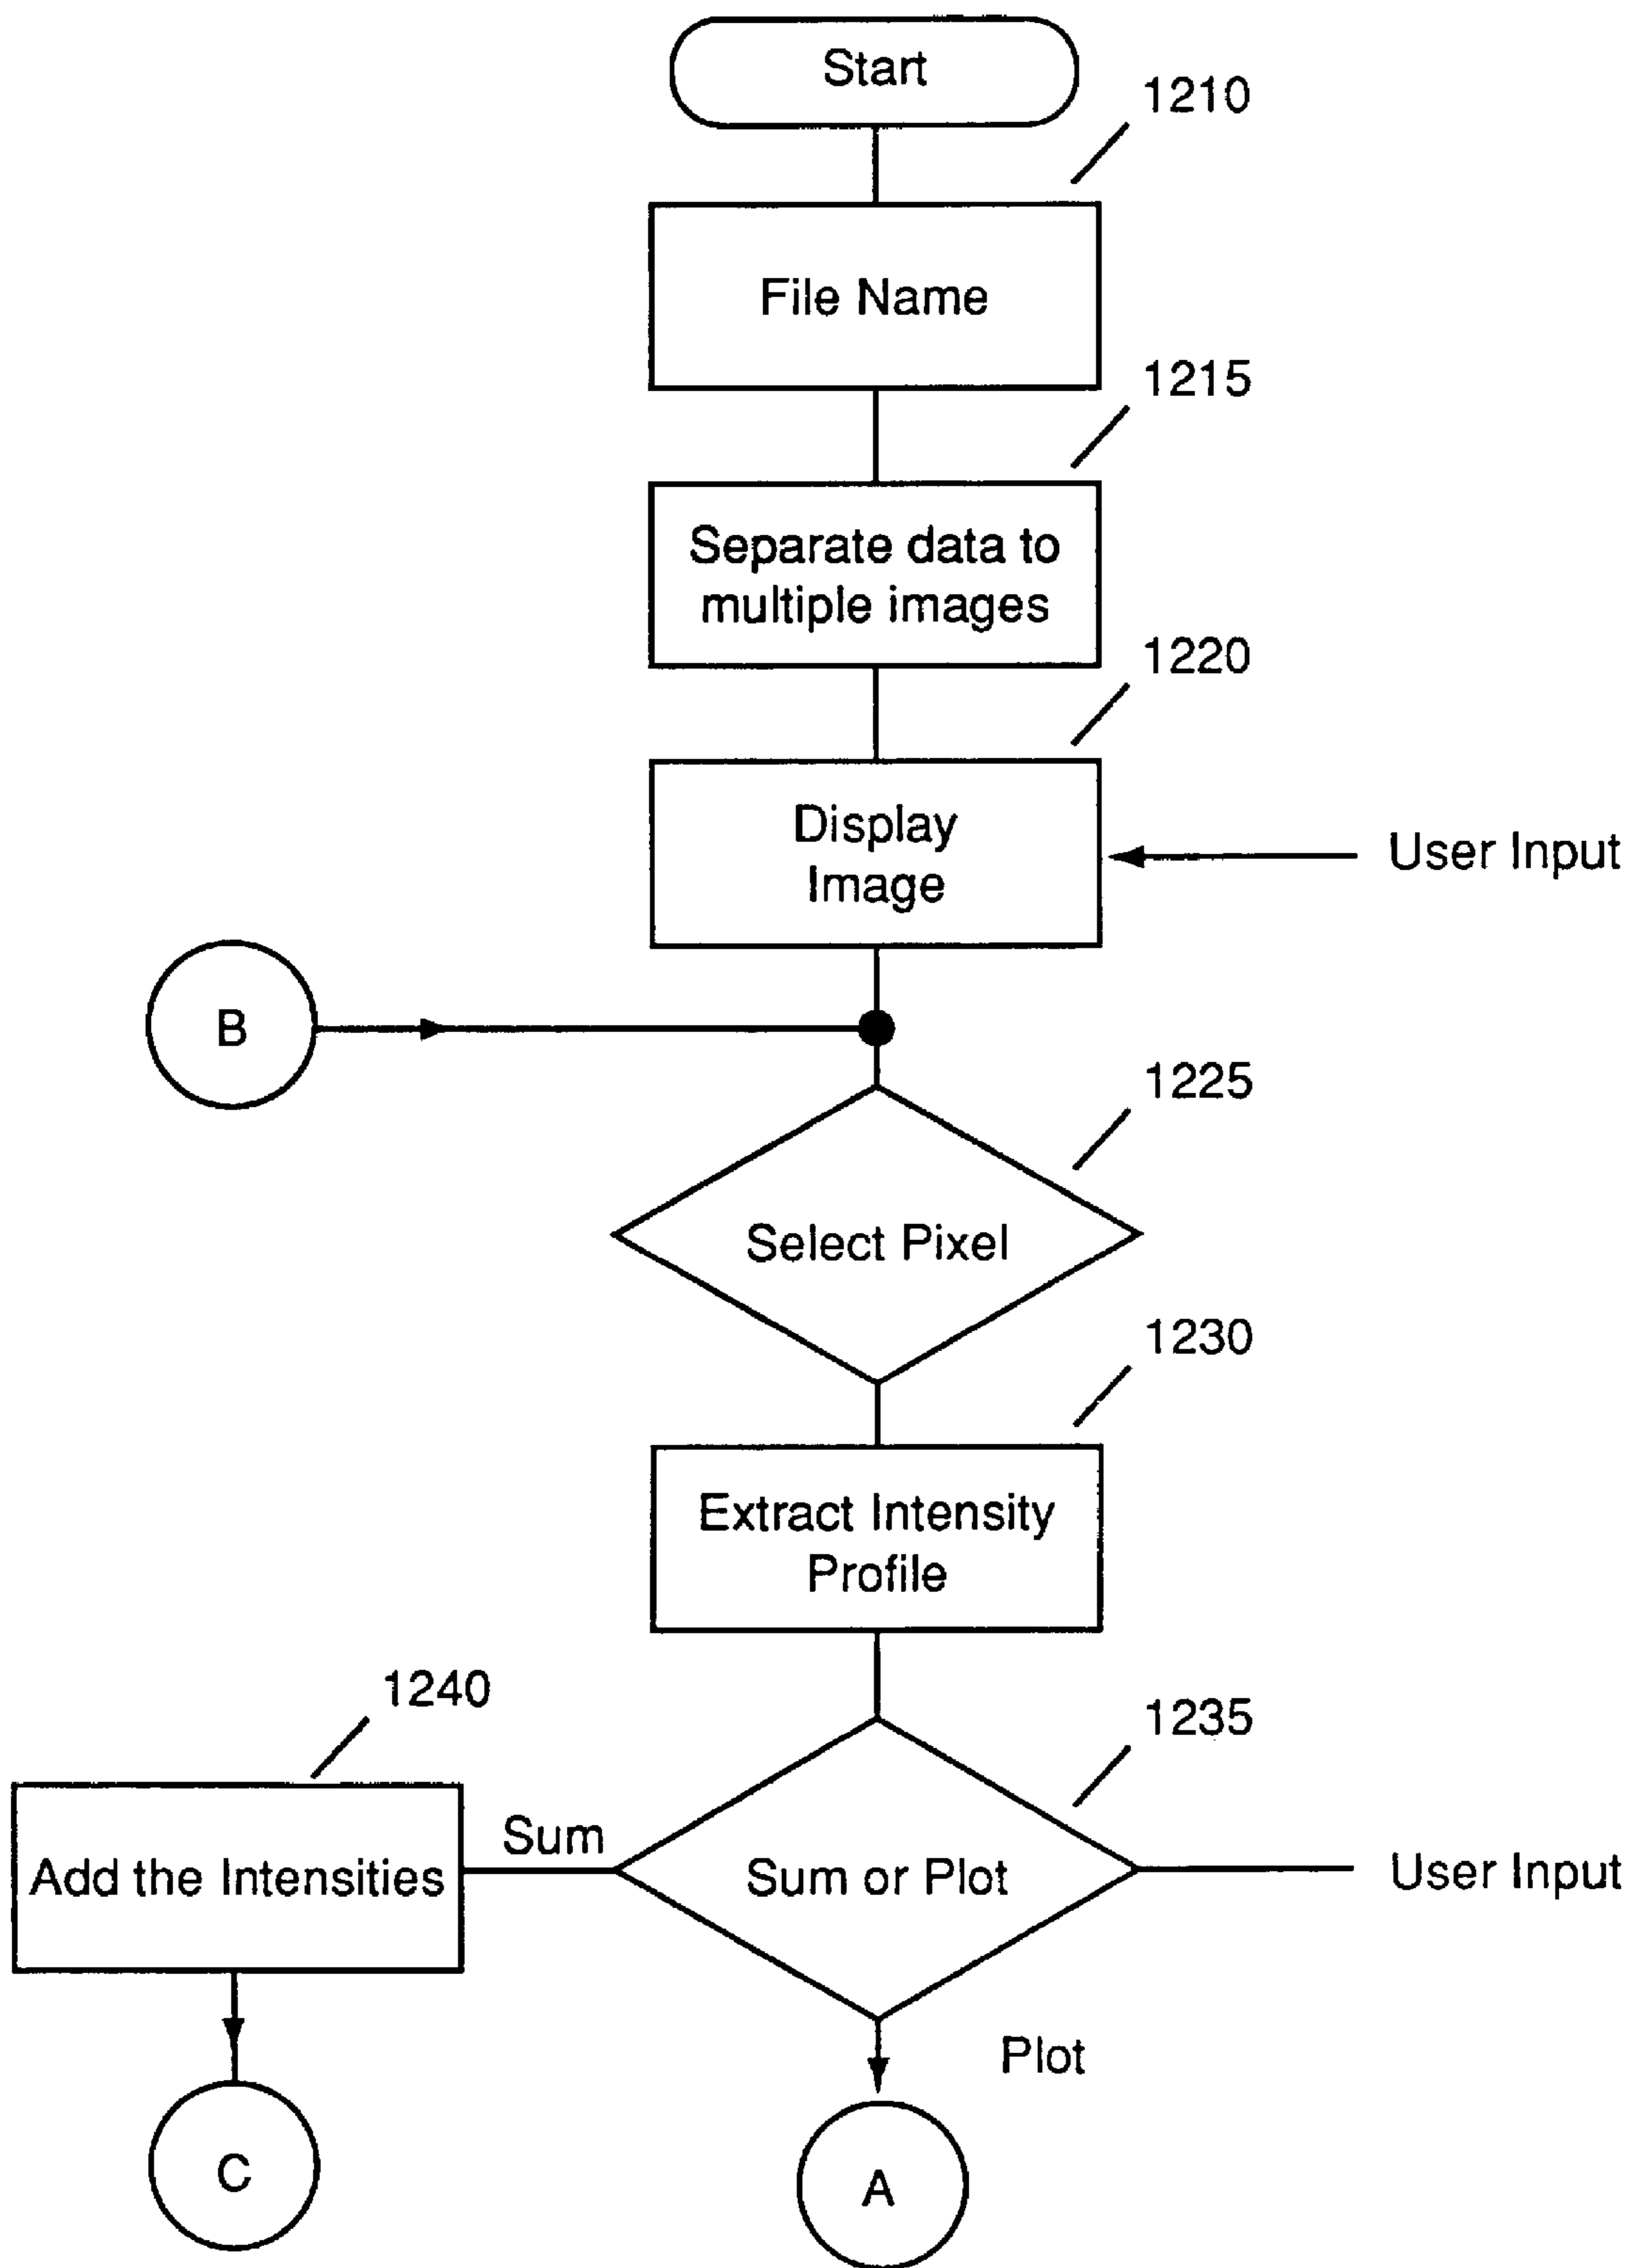 Start
1210
File Name
1215
Separate data to
multiple images
1220
Display
Image
User Input
B
1225
Select Pixel
1230
Extract Intensity
Profile
1240
1235
Sum
Add the Intensities
Sum or Plot
User Input
Plot
C
A